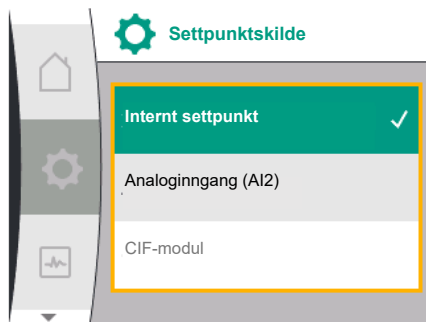 Settpunktskilde
Internt settpunkt
Analoginngang (AI2)
CIF-modul